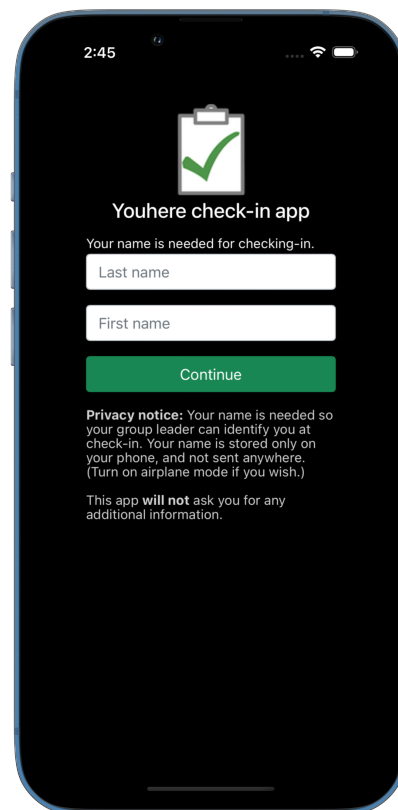 2:45
Youhere check-in app
Your name is needed for checking-in.
Last name
First name
Continue
Privacy notice: Your name is needed so
your group leader can identify you at
check-in. Your name is stored only on
your phone, and not sent anywhere.
(Turn on airplane mode if you wish.)
This app will not ask you for any
additional information.